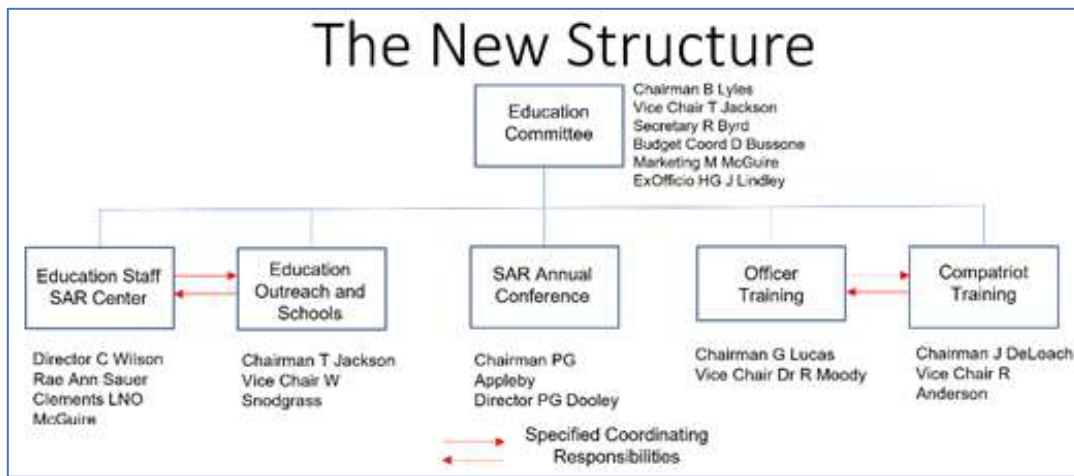 The New Structure
Education
Committee
Chairman B Lyles
Vice Chair T Jackson
Secretary R Byrd
Budget Coord D Bussone
Marketing M McGuire
ExOfficio HG J Lindley
Education Staff
SAR Center
Education
Outreach and
Schools
SAR Annual
Conference
Officer
Training
Compatriot
Training
Director C Wilson
Rae Ann Sauer
Clements LNO
McGuire
Chairman T Jackson
Vice Chair W
Snodgrass
Chairman PG
Appleby
Director PG Dooley
Chairman G Lucas
Vice Chair Dr R Moody
Chairman J DeLoach
Vice Chair R
Anderson
Specified Coordinating
Responsibilities